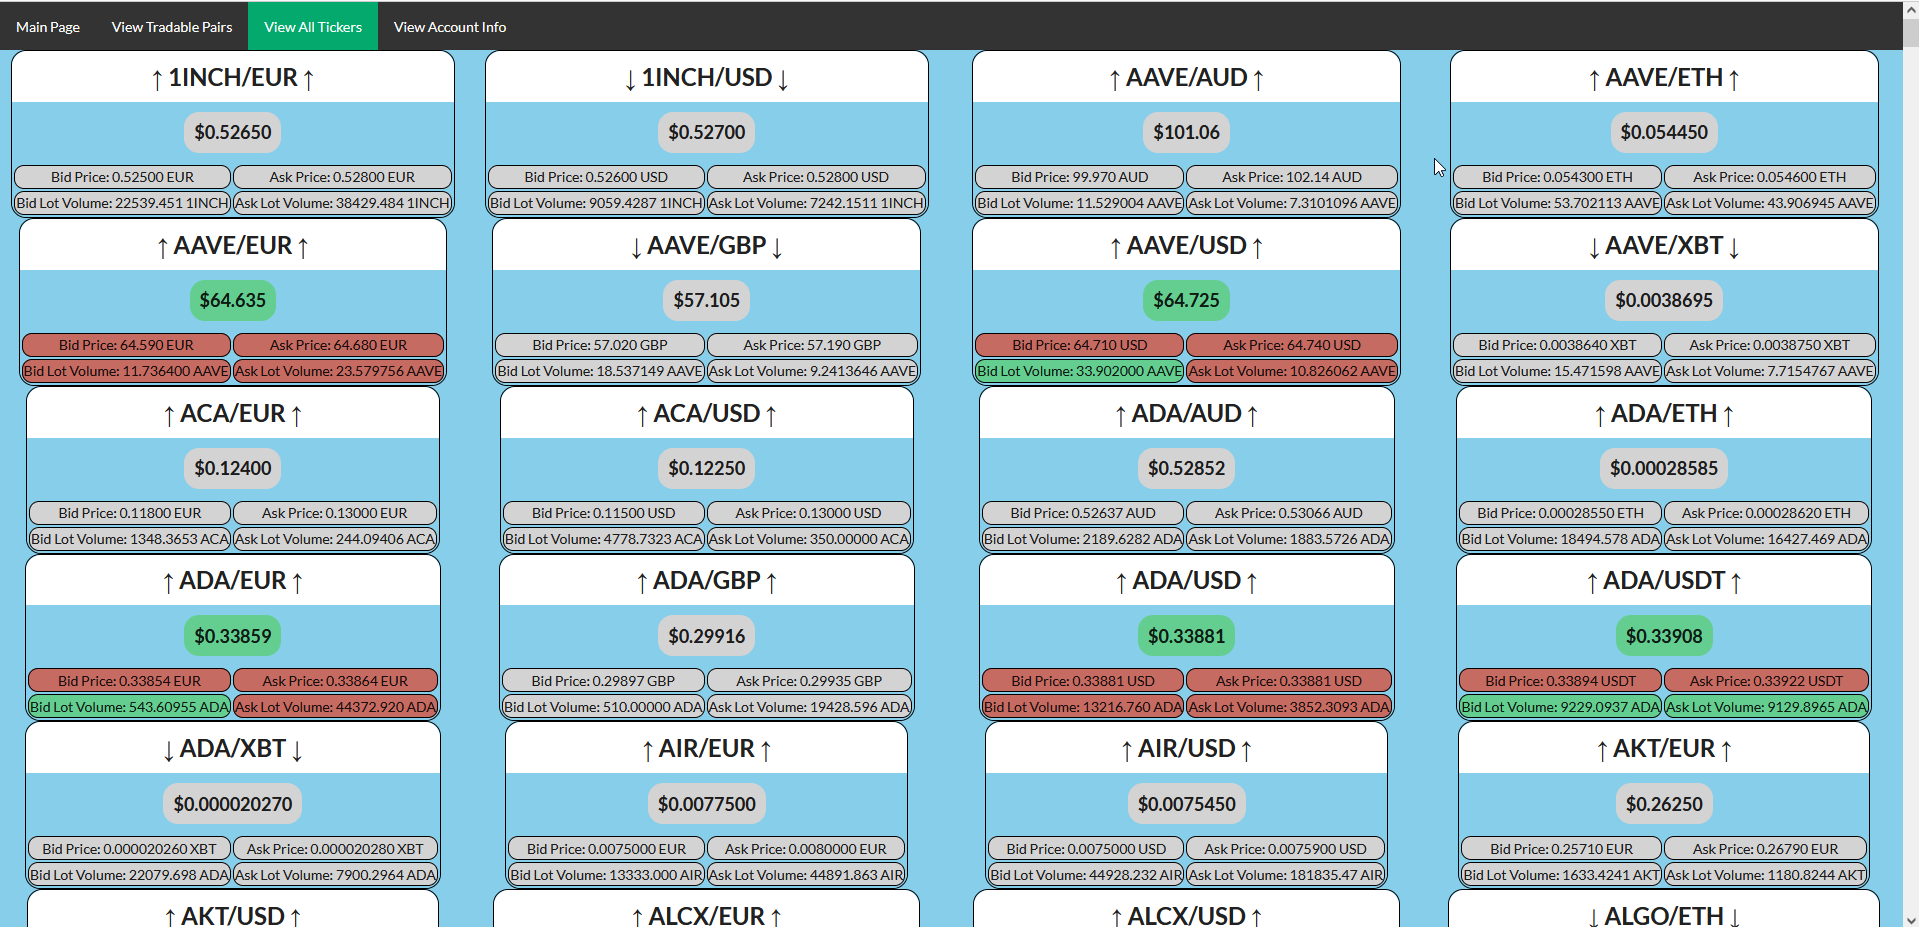 Main Page View Tradable Pairs View All Tickers View Account Info
↑ 1INCH/EUR ↑ ↓ 1INCH/USD ↓ ↑ AAVE/AUD ↑ ↑ AAVE/ETH ↑
$0.52650 $0.52700 $101.06 $0.054450
Bid Price: 0.52500 EUR Ask Price: 0.52800 EUR Bid Price: 0.52600 USD Ask Price: 0.52800 USD Bid Price: 99.970 AUD Ask Price: 102.14 AUD Bid Price: 0.054300 ETH Ask Price: 0.054600 ETH
Bid Lot Volume: 22539.451 1INCH Ask Lot Volume: 38429.484 1INCH Bid Lot Volume: 9059.4287 1INCH Ask Lot Volume: 7242.1511 1INCH Bid Lot Volume: 11.529004 AAVE Ask Lot Volume: 7.3101096 AAVE Bid Lot Volume: 53.702113 AAVE Ask Lot Volume: 43.906945 AAVE
↑ AAVE/EUR ↑ ↓ AAVE/GBP ↓ ↑ AAVE/USD ↑ ↓ AAVE/XBT ↓
$64.635 $57.105 $64.725 $0.0038695
Bid Price: 64.590 EUR Ask Price: 64.680 EUR Bid Price: 57.020 GBP Ask Price: 57.190 GBP Bid Price: 64.710 USD Ask Price: 64.740 USD Bid Price: 0.0038640 XBT Ask Price: 0.0038750 XBT
Bid Lot Volume: 11.736400 AAVE Ask Lot Volume: 23.579756 AAVE Bid Lot Volume: 18.537149 AAVE Ask Lot Volume: 9.2413646 AAVE Bid Lot Volume: 33.902000 AAVE Ask Lot Volume: 10.826062 AAVE Bid Lot Volume: 15.471598 AAVE Ask Lot Volume: 7.7154767 AAVE
↑ ACA/EUR ↑ ↑ ACA/USD ↑ ↑ ADA/AUD ↑ ↑ ADA/ETH ↑
$0.12400 $0.12250 $0.52852 $0.00028585
Bid Price: 0.11800 EUR Ask Price: 0.13000 EUR Bid Price: 0.11500 USD Ask Price: 0.13000 USD Bid Price: 0.52637 AUD Ask Price: 0.53066 AUD Bid Price: 0.00028550 ETH Ask Price: 0.00028620 ETH
Bid Lot Volume: 1348.3653 ACA Ask Lot Volume: 244.09406 ACA Bid Lot Volume: 4778.7323 ACA Ask Lot Volume: 350.00000 ACA Bid Lot Volume: 2189.6282 ADA Ask Lot Volume: 1883.5726 ADA Bid Lot Volume: 18494.578 ADA Ask Lot Volume: 16427.469 ADA
↑ ADA/EUR ↑ ↑ ADA/GBP ↑ ↑ ADA/USD ↑ ↑ ADA/USDT ↑
$0.33859 $0.29916 $0.33881 $0.33908
Bid Price: 0.33854 EUR Ask Price: 0.33864 EUR Bid Price: 0.29897 GBP Ask Price: 0.29935 GBP Bid Price: 0.33881 USD Ask Price: 0.33881 USD Bid Price: 0.33894 USDT Ask Price: 0.33922 USDT
Bid Lot Volume: 543.60955 ADA Ask Lot Volume: 44372.920 ADA Bid Lot Volume: 510.00000 ADA Ask Lot Volume: 19428.596 ADA Bid Lot Volume: 13216.760 ADA Ask Lot Volume: 3852.3093 ADA Bid Lot Volume: 9229.0937 ADA Ask Lot Volume: 9129.8965 ADA
↓ ADA/XBT ↓ ↑ AIR/EUR ↑ ↑ AIR/USD ↑ ↑ AKT/EUR ↑
$0.000020270 $0.0077500 $0.0075450 $0.26250
Bid Price: 0.000020260 XBT Ask Price: 0.000020280 XBT Bid Price: 0.0075000 EUR Ask Price: 0.0080000 EUR Bid Price: 0.0075000 USD Ask Price: 0.0075900 USD Bid Price: 0.25710 EUR Ask Price: 0.26790 EUR
Bid Lot Volume: 22079.698 ADA Ask Lot Volume: 7900.2964 ADA Bid Lot Volume: 13333.000 AIR Ask Lot Volume: 44891.863 AIR Bid Lot Volume: 44928.232 AIR Ask Lot Volume: 181835.47 AIR Bid Lot Volume: 1633.4241 AKT Ask Lot Volume: 1180.8244 AKT
↑ AKT/USD ↑ ↑ ALCX/EUR ↑ ↑ ALCX/USD ↑ ↓ ALGO/ETH ↓